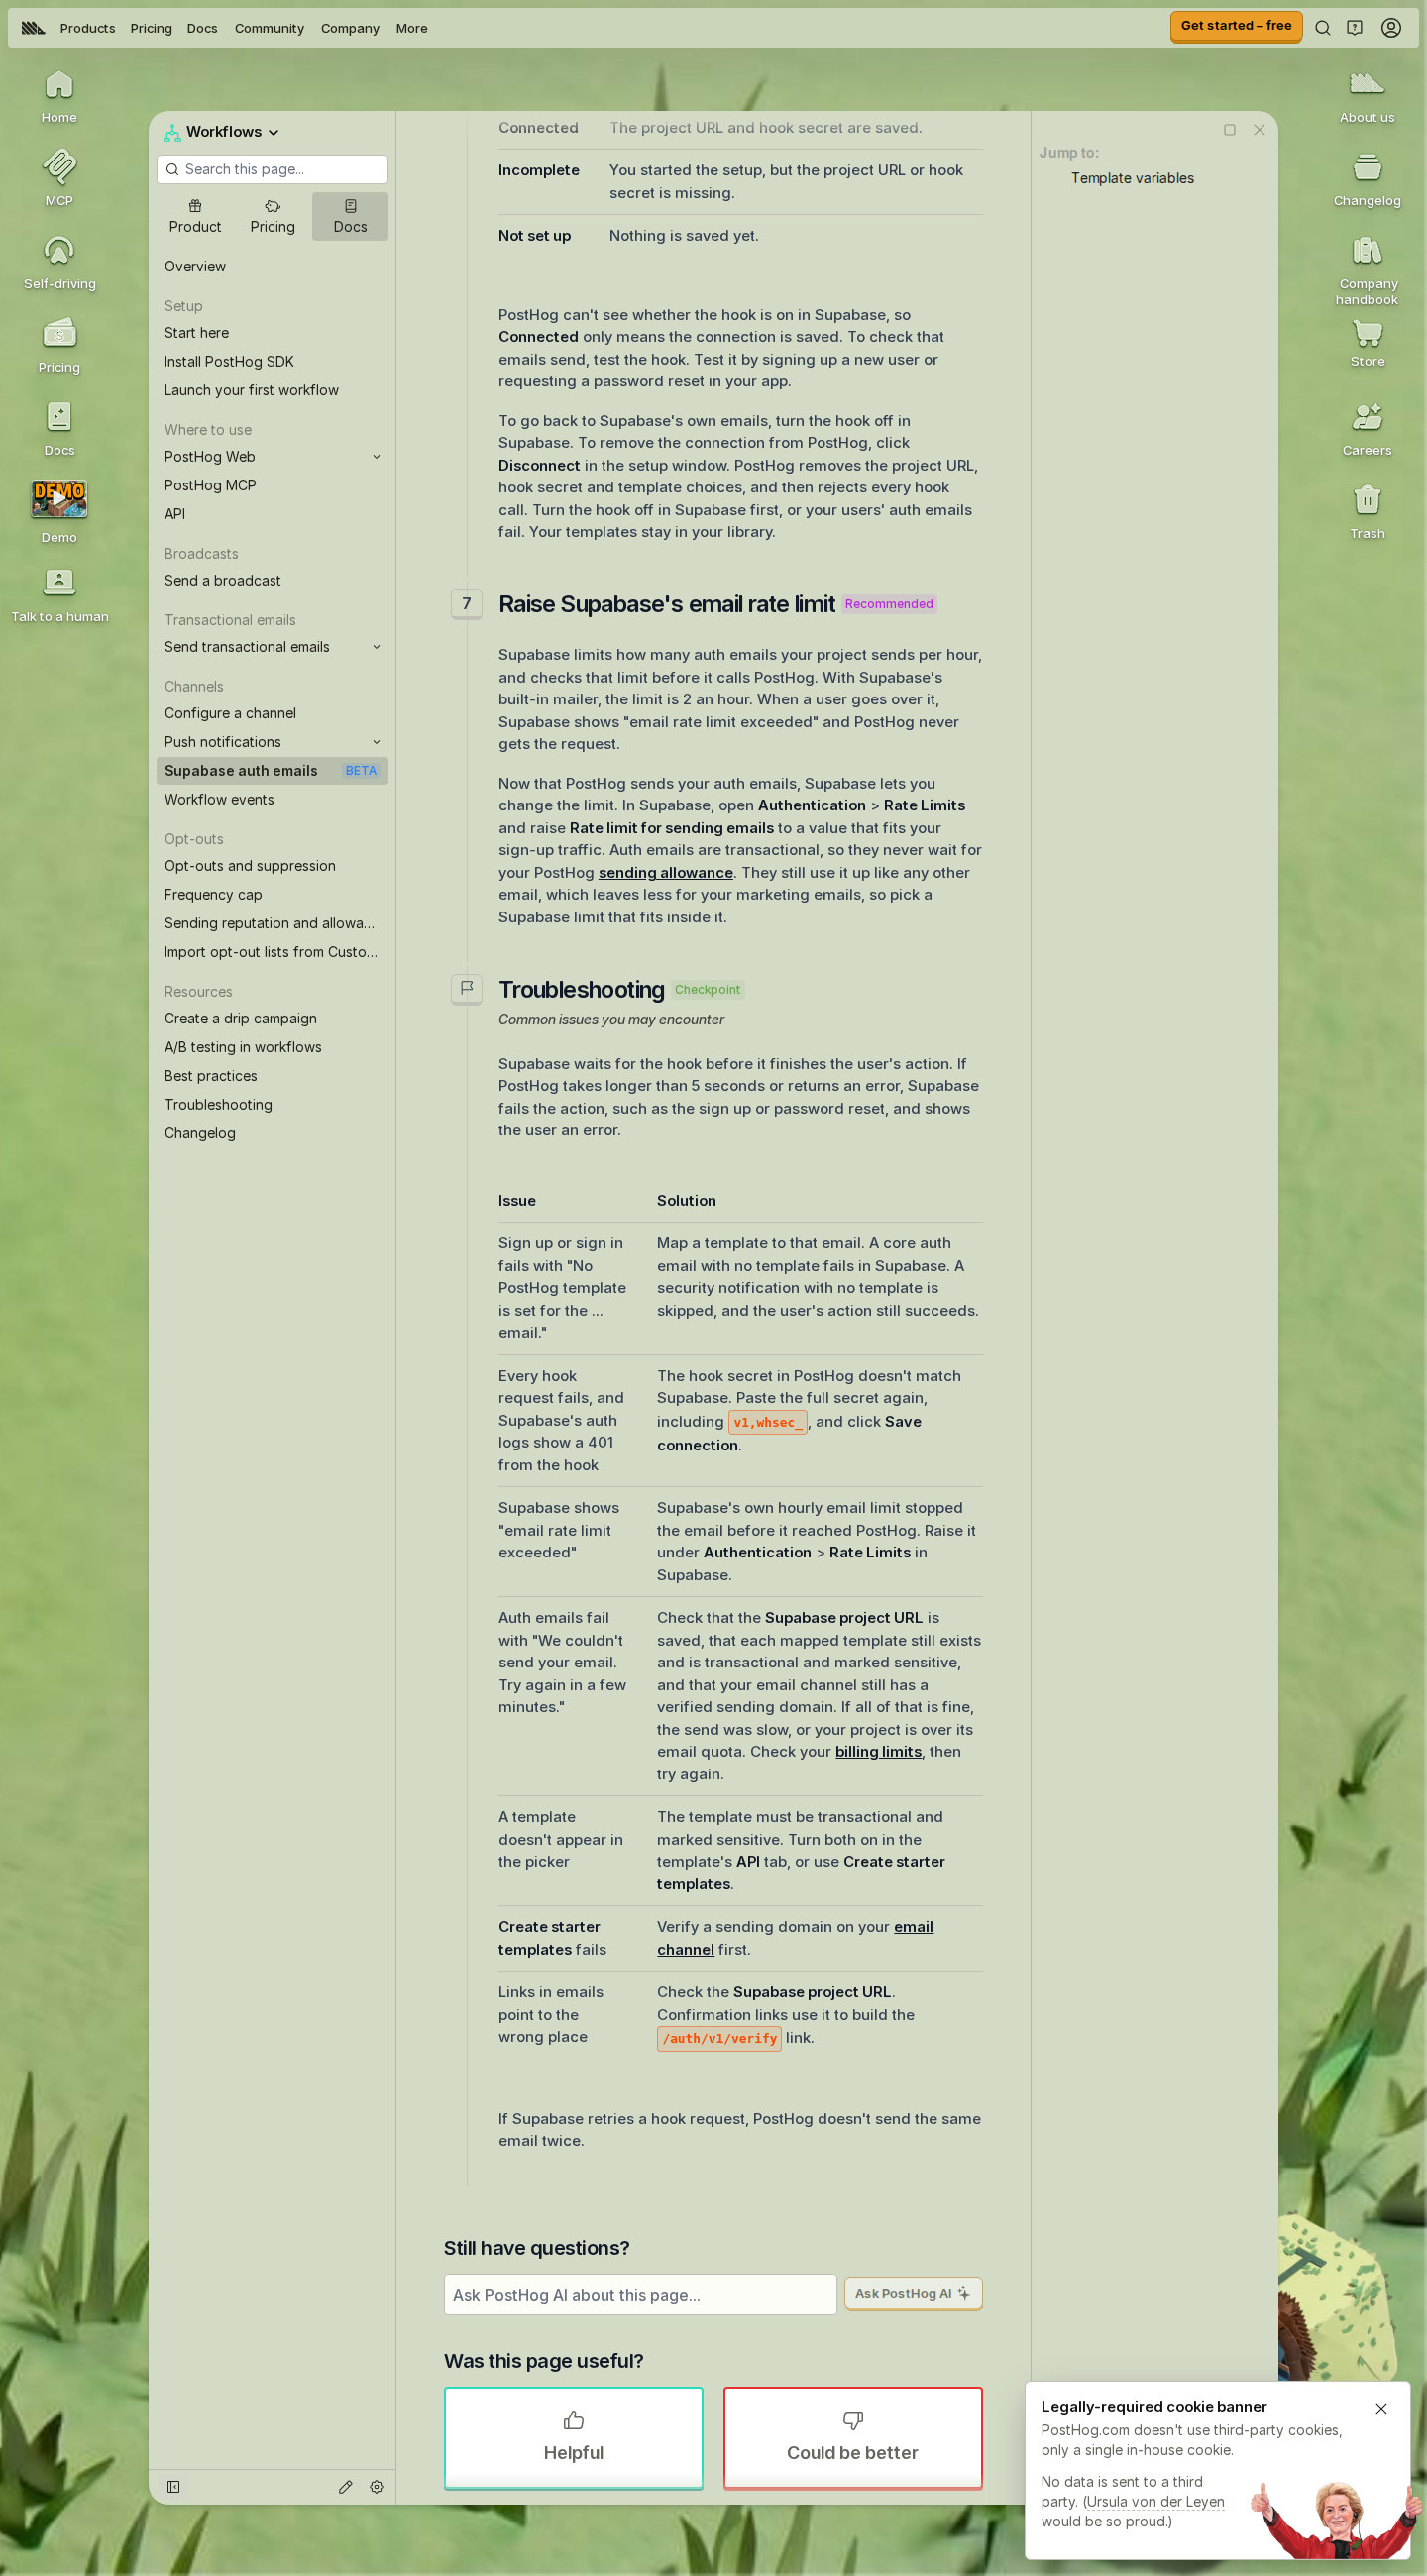 Products Pricing Docs Community Company More
Get started – free
Home
MCP
Self-driving
Pricing
Docs
DEMO
Demo
Talk to a human
About us
Changelog
Company
handbook
Store
Careers
Trash
Workflows
Search this page...
Product Pricing Docs
Overview
Setup
Start here
Install PostHog SDK
Launch your first workflow
Where to use
PostHog Web
PostHog MCP
API
Broadcasts
Send a broadcast
Transactional emails
Send transactional emails
Channels
Configure a channel
Push notifications
Supabase auth emails BETA
Workflow events
Opt-outs
Opt-outs and suppression
Frequency cap
Sending reputation and allowa...
Import opt-out lists from Custo...
Resources
Create a drip campaign
A/B testing in workflows
Best practices
Troubleshooting
Changelog
Connected The project URL and hook secret are saved.
Incomplete You started the setup, but the project URL or hook
secret is missing.
Not set up Nothing is saved yet.
PostHog can't see whether the hook is on in Supabase, so
Connected only means the connection is saved. To check that
emails send, test the hook. Test it by signing up a new user or
requesting a password reset in your app.
To go back to Supabase's own emails, turn the hook off in
Supabase. To remove the connection from PostHog, click
Disconnect in the setup window. PostHog removes the project URL,
hook secret and template choices, and then rejects every hook
call. Turn the hook off in Supabase first, or your users' auth emails
fail. Your templates stay in your library.
7 Raise Supabase's email rate limit Recommended
Supabase limits how many auth emails your project sends per hour,
and checks that limit before it calls PostHog. With Supabase's
built-in mailer, the limit is 2 an hour. When a user goes over it,
Supabase shows "email rate limit exceeded" and PostHog never
gets the request.
Now that PostHog sends your auth emails, Supabase lets you
change the limit. In Supabase, open Authentication > Rate Limits
and raise Rate limit for sending emails to a value that fits your
sign-up traffic. Auth emails are transactional, so they never wait for
your PostHog sending allowance. They still use it up like any other
email, which leaves less for your marketing emails, so pick a
Supabase limit that fits inside it.
Troubleshooting Checkpoint
Common issues you may encounter
Supabase waits for the hook before it finishes the user's action. If
PostHog takes longer than 5 seconds or returns an error, Supabase
fails the action, such as the sign up or password reset, and shows
the user an error.
Issue Solution
Sign up or sign in
fails with "No
PostHog template
is set for the ...
email."
Map a template to that email. A core auth
email with no template fails in Supabase. A
security notification with no template is
skipped, and the user's action still succeeds.
Every hook
request fails, and
Supabase's auth
logs show a 401
from the hook
The hook secret in PostHog doesn't match
Supabase. Paste the full secret again,
including v1,whsec_, and click Save
connection.
Supabase shows
"email rate limit
exceeded"
Supabase's own hourly email limit stopped
the email before it reached PostHog. Raise it
under Authentication > Rate Limits in
Supabase.
Auth emails fail
with "We couldn't
send your email.
Try again in a few
minutes."
Check that the Supabase project URL is
saved, that each mapped template still exists
and is transactional and marked sensitive,
and that your email channel still has a
verified sending domain. If all of that is fine,
the send was slow, or your project is over its
email quota. Check your billing limits, then
try again.
A template
doesn't appear in
the picker
The template must be transactional and
marked sensitive. Turn both on in the
template's API tab, or use Create starter
templates.
Create starter
templates fails
Verify a sending domain on your email
channel first.
Links in emails
point to the
wrong place
Check the Supabase project URL.
Confirmation links use it to build the
/auth/v1/verify link.
If Supabase retries a hook request, PostHog doesn't send the same
email twice.
Still have questions?
Ask PostHog AI about this page...
Ask PostHog AI
Was this page useful?
Helpful
Could be better
Jump to:
Template variables
Legally-required cookie banner
PostHog.com doesn't use third-party cookies,
only a single in-house cookie.
No data is sent to a third
party. (Ursula von der Leyen
would be so proud.)